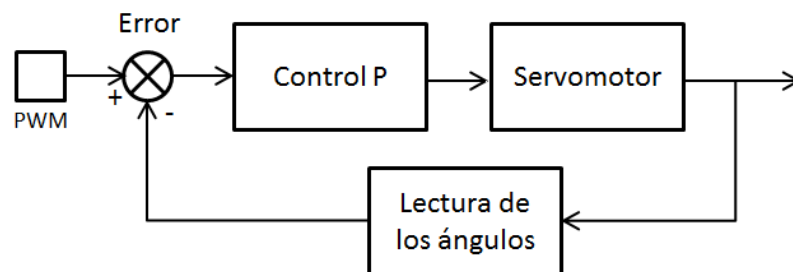 Error
PWM
+
-
Control P
Servomotor
Lectura de
los ángulos